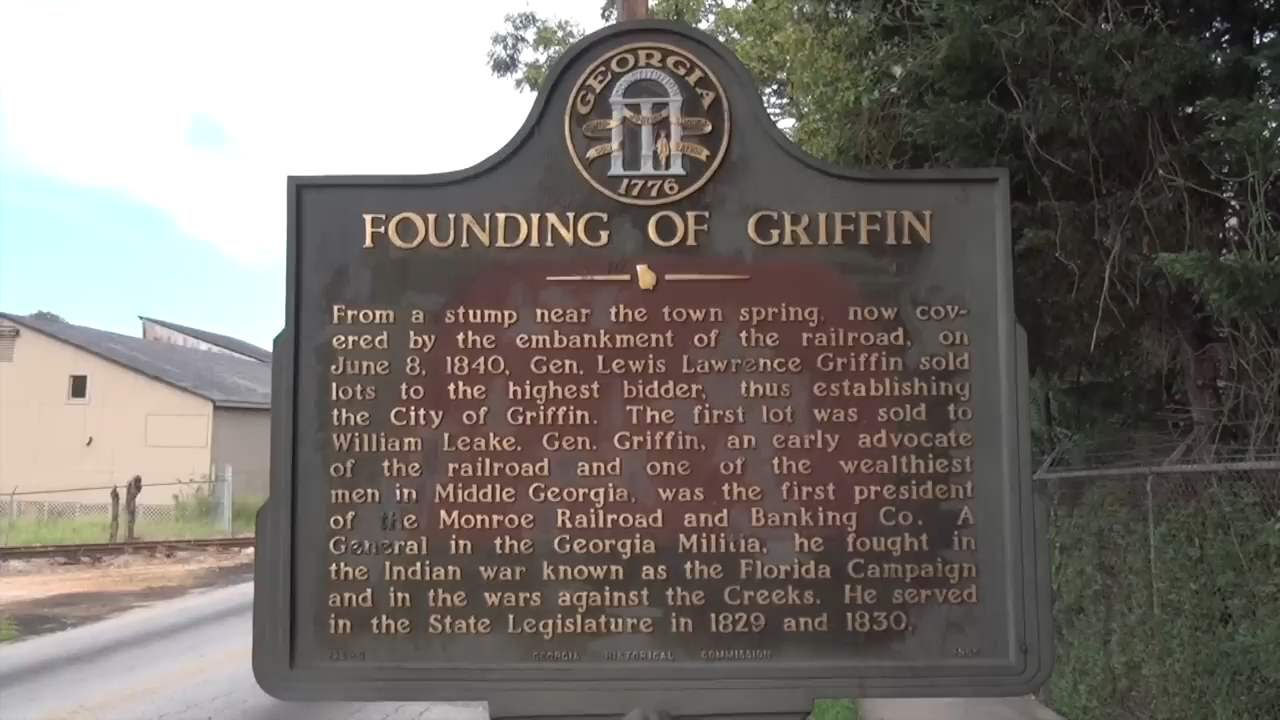 GEORGIA
CONSTITUTION
1776
FOUNDING OF GRIFFIN
From a stump near the town spring, now cov-
ered by the embankment of the railroad, on
June 8, 1840, Gen. Lewis Lawrence Griffin sold
lots to the highest bidder, thus establishing
the City of Griffin. The first lot was sold to
William Leake. Gen. Griffin, an early advocate
of the railroad and one of the wealthiest
men in Middle Georgia, was the first president
of the Monroe Railroad and Banking Co. A
General in the Georgia Militia, he fought in
the Indian war known as the Florida Campaign
and in the wars against the Creeks. He served
in the State Legislature in 1829 and 1830.
GEORGIA HISTORICAL COMMISSION